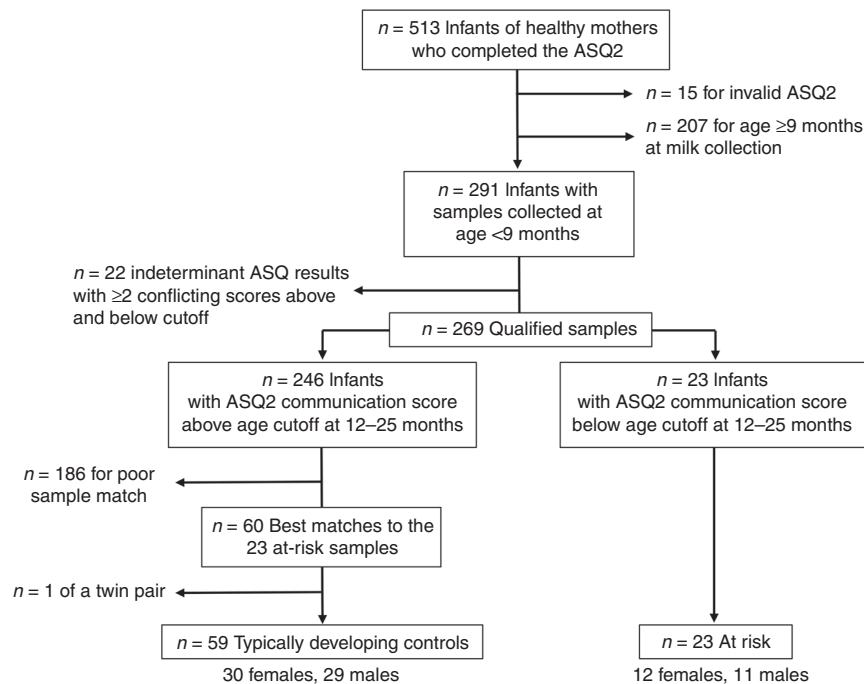 n = 513 Infants of healthy mothers
who completed the ASQ2
n = 15 for invalid ASQ2
n = 207 for age ≥9 months
at milk collection
n = 291 Infants with
samples collected at
age <9 months
n = 22 indeterminant ASQ results
with ≥2 conflicting scores above
and below cutoff
n = 269 Qualified samples
n = 246 Infants
with ASQ2 communication score
above age cutoff at 12–25 months
n = 23 Infants
with ASQ2 communication score
below age cutoff at 12–25 months
n = 186 for poor
sample match
n = 60 Best matches to the
23 at-risk samples
n = 1 of a twin pair
n = 59 Typically developing controls
30 females, 29 males
n = 23 At risk
12 females, 11 males